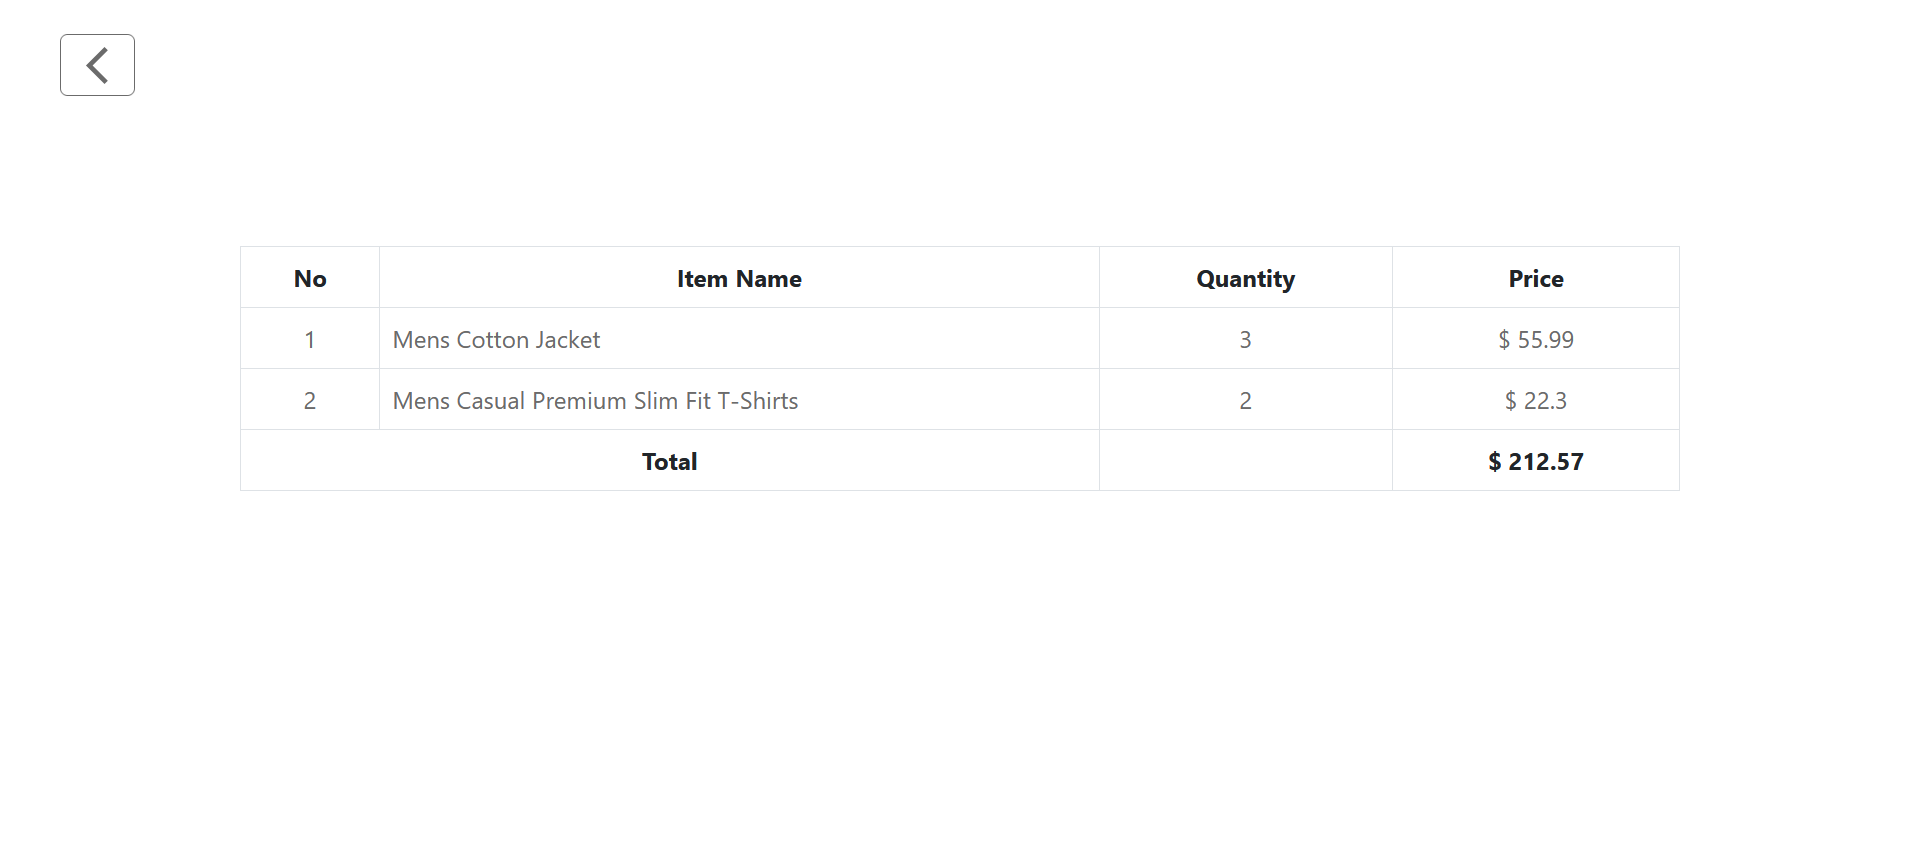 No Item Name Quantity Price
1 Mens Cotton Jacket 3 $ 55.99
2 Mens Casual Premium Slim Fit T-Shirts 2 $ 22.3
Total $ 212.57